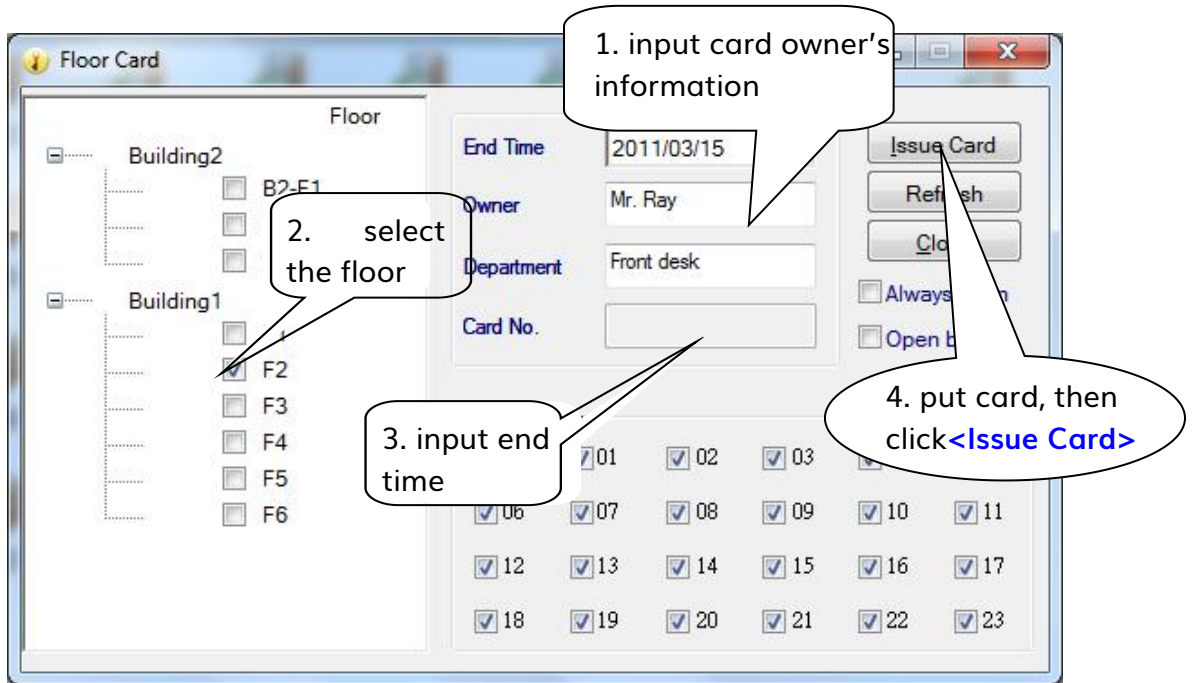 Floor Card
1. input card owner's
information
Floor
Building2
B2-F1
2. select
the floor
Building1
F2
F3
F4
F5
F6
End Time
2011/03/15
Owner
Mr. Ray
Department
Front desk
Card No.
Issue Card
Refresh
Always
Open
3. input end
time
4. put card, then
click<Issue Card>
01 02 03
06 07 08 09 10 11
12 13 14 15 16 17
18 19 20 21 22 23